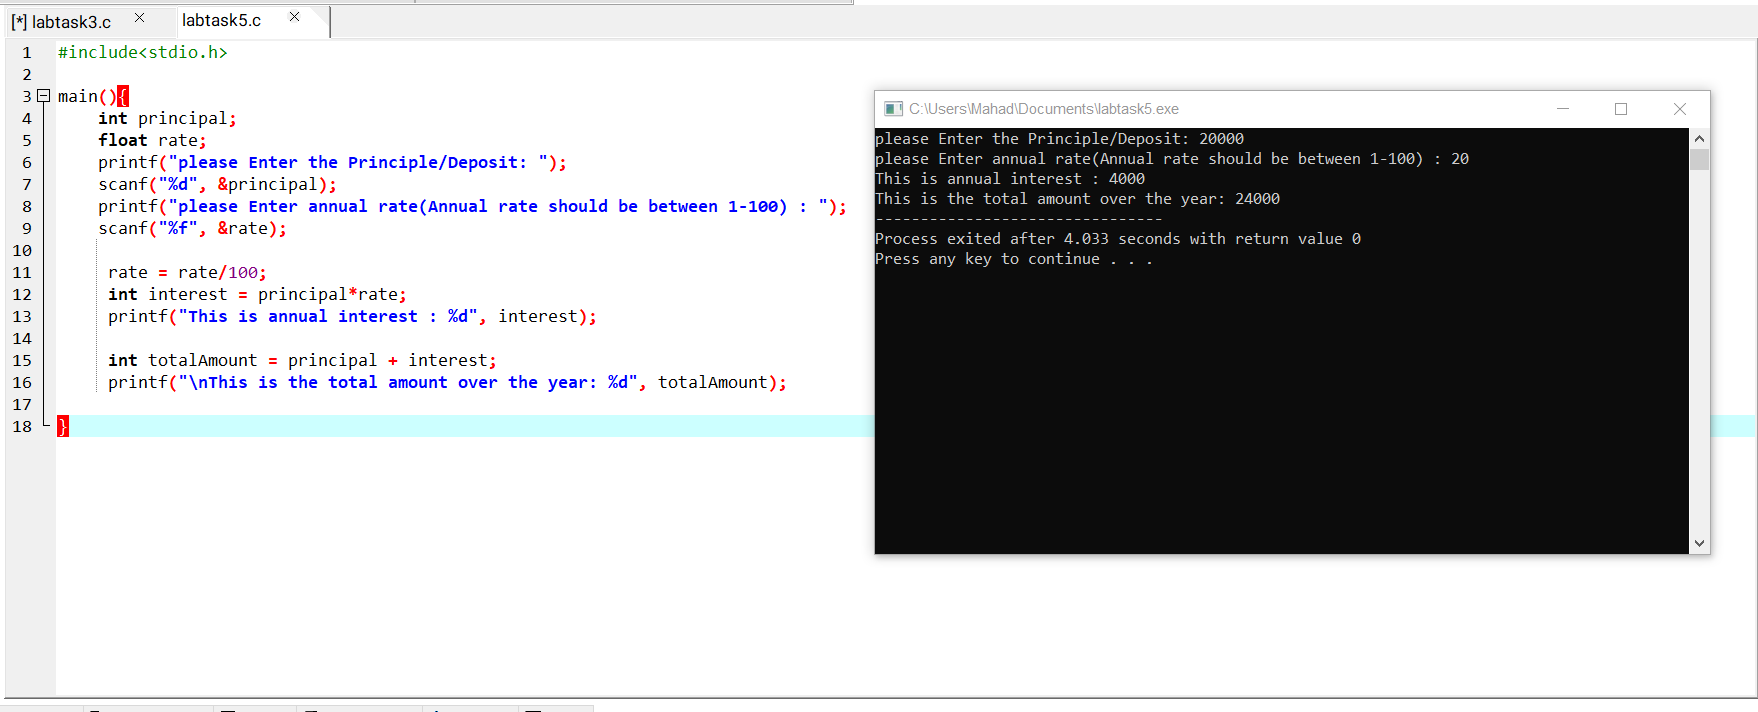 [*] labtask3.c × labtask5.c ×
1 #include<stdio.h>
2
3 main(){
4 int principal;
5 float rate;
6 printf("please Enter the Principle/Deposit: ");
7 scanf("%d", &principal);
8 printf("please Enter annual rate(Annual rate should be between 1-100) : ");
9 scanf("%f", &rate);
10
11 rate = rate/100;
12 int interest = principal*rate;
13 printf("This is annual interest : %d", interest);
14
15 int totalAmount = principal + interest;
16 printf("\nThis is the total amount over the year: %d", totalAmount);
17
18 }
C:\Users\Mahad\Documents\labtask5.exe
please Enter the Principle/Deposit: 20000
please Enter annual rate(Annual rate should be between 1-100) : 20
This is annual interest : 4000
This is the total amount over the year: 24000
--------------------------------
Process exited after 4.033 seconds with return value 0
Press any key to continue . . .